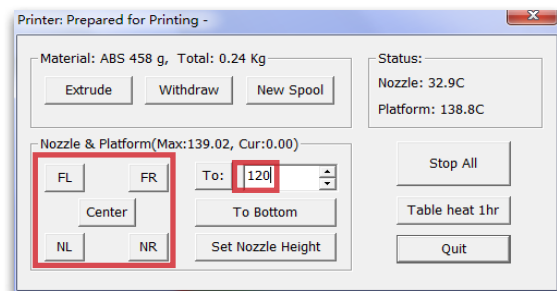 Printer: Prepared for Printing -
Material: ABS 458 g, Total: 0.24 Kg
Extrude Withdraw New Spool
Status:
Nozzle: 32.9C
Platform: 138.8C
Nozzle & Platform(Max:139.02, Cur:0.00)
FL FR
Center
NL NR
To: 120
To Bottom
Set Nozzle Height
Stop All
Table heat 1hr
Quit